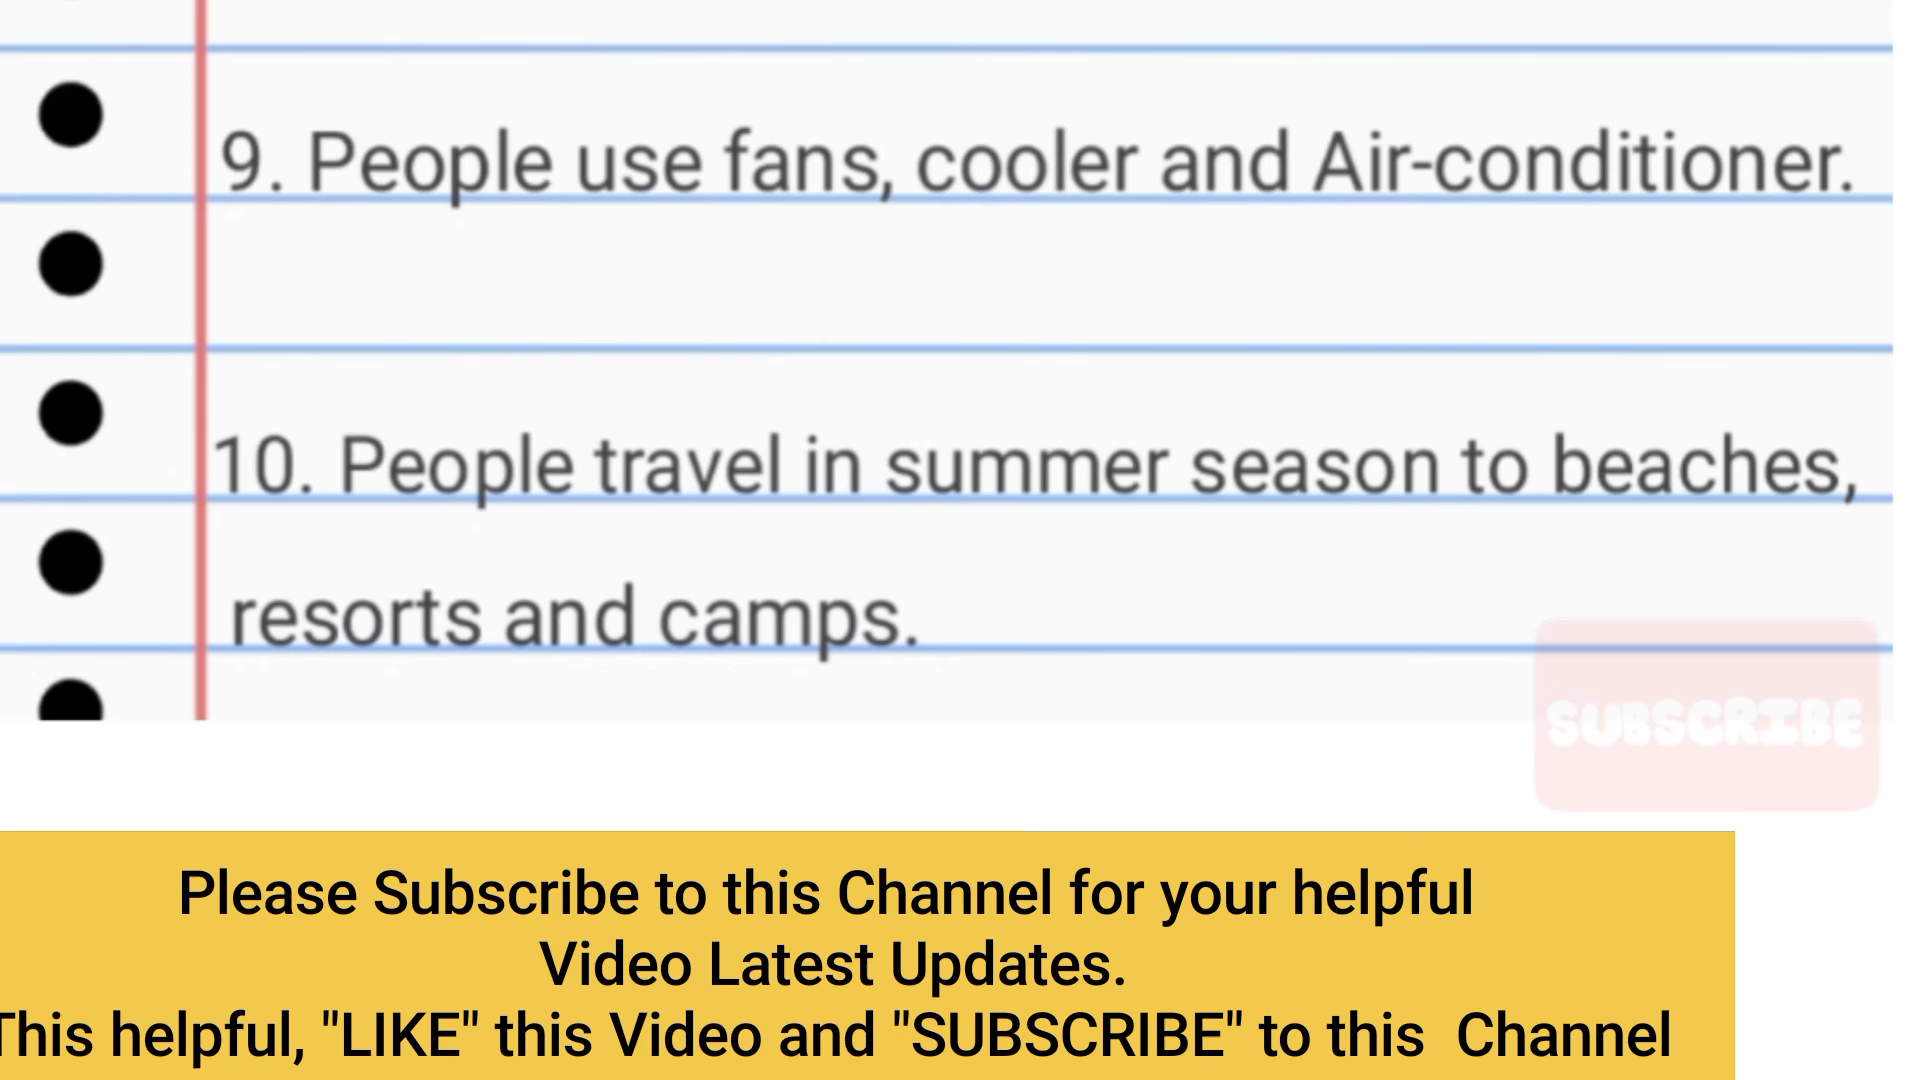 9. People use fans, cooler and Air-conditioner.
10. People travel in summer season to beaches,
resorts and camps.
SUBSCRIBE
Please Subscribe to this Channel for your helpful
Video Latest Updates.
This helpful, "LIKE" this Video and "SUBSCRIBE" to this  Channel